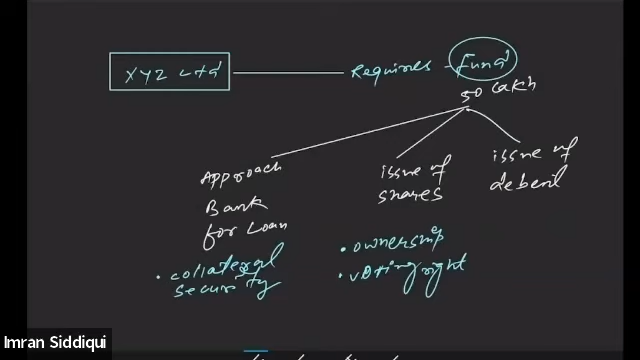 XYZ Ltd Requires Fund
50 Lakh
Approach
Bank
for Loan
issue of
shares
issue of
• collateral
security
• ownership
• voting right
Imran Siddiqui